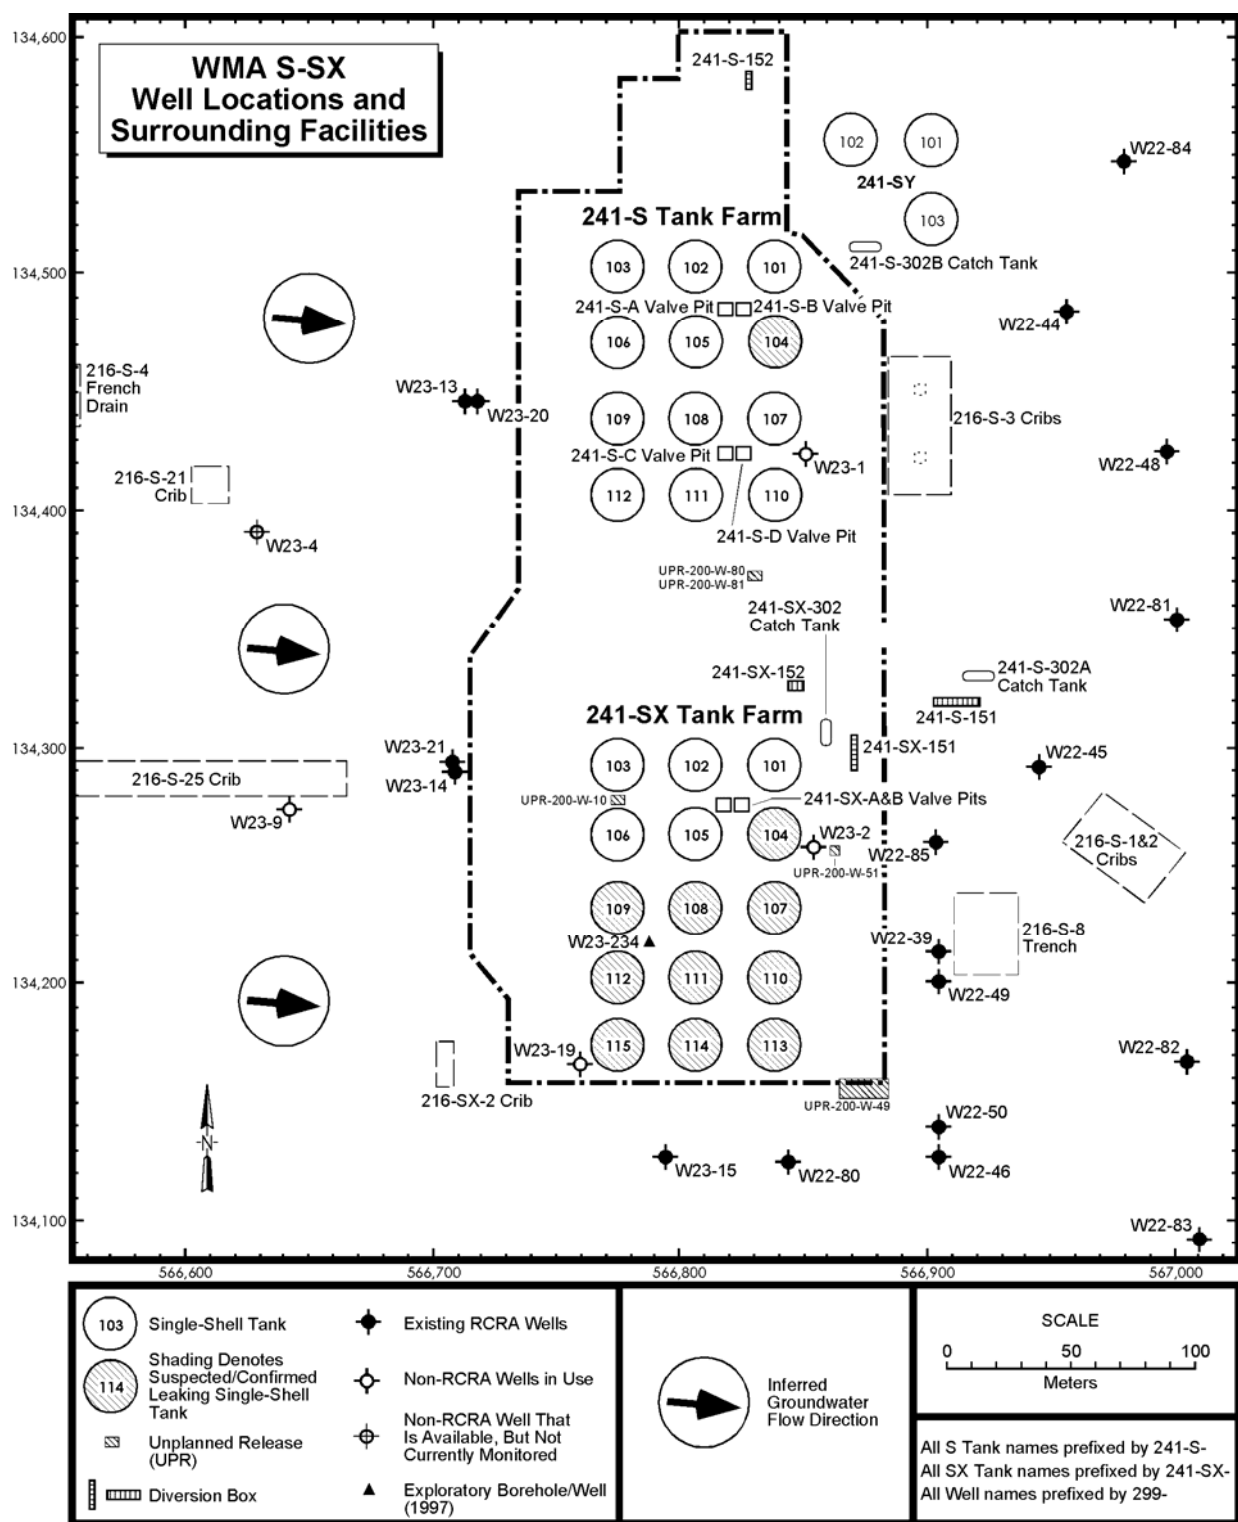 WMA S-SX
Well Locations and
Surrounding Facilities
134,600
134,500
134,400
134,300
134,200
134,100
566,600
566,700
566,800
566,900
567,000
241-S-152
102
101
241-SY
103
W22-84
241-S-302B Catch Tank
W22-44
241-S Tank Farm
103
102
101
241-S-A Valve Pit
241-S-B Valve Pit
106
105
104
216-S-4
French
Drain
W23-13
W23-20
109
108
107
216-S-3 Cribs
241-S-C Valve Pit
W23-1
W22-48
216-S-21
Crib
112
111
110
W23-4
241-S-D Valve Pit
UPR-200-W-80
UPR-200-W-81
241-SX-302
Catch Tank
W22-81
241-SX-152
241-S-302A
Catch Tank
241-S-151
241-SX Tank Farm
W23-21
W23-14
216-S-25 Crib
W23-9
103
102
101
241-SX-151
W22-45
UPR-200-W-10
241-SX-A&B Valve Pits
106
105
104
W23-2
UPR-200-W-51
W22-85
216-S-1&2
Cribs
109
108
107
W23-234
W22-39
216-S-8
Trench
112
111
110
W22-49
W23-19
115
114
113
W22-82
216-SX-2 Crib
UPR-200-W-49
N
W22-50
W23-15
W22-80
W22-46
W22-83
103
Single-Shell Tank
114
Shading Denotes
Suspected/Confirmed
Leaking Single-Shell
Tank
Unplanned Release
(UPR)
Diversion Box
Existing RCRA Wells
Non-RCRA Wells in Use
Non-RCRA Well That
Is Available, But Not
Currently Monitored
Exploratory Borehole/Well
(1997)
Inferred
Groundwater
Flow Direction
SCALE
0 50 100
Meters
All S Tank names prefixed by 241-S-
All SX Tank names prefixed by 241-SX-
All Well names prefixed by 299-